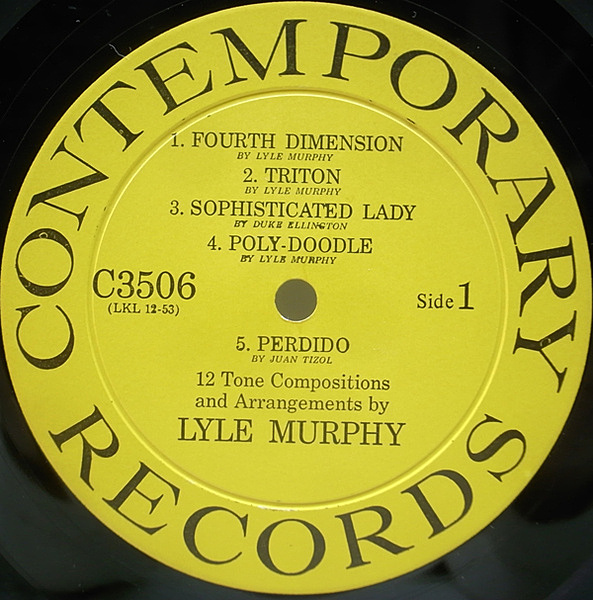 CONTEMPORARY
1. FOURTH DIMENSION
BY LYLE MURPHY
2. TRITON
BY LYLE MURPHY
3. SOPHISTICATED LADY
BY DUKE ELLINGTON
4. POLY-DOODLE
BY LYLE MURPHY
C3506
(LKL 12-53)
Side 1
5. PERDIDO
BY JUAN TIZOL
12 Tone Compositions
and Arrangements by
LYLE MURPHY
RECORDS